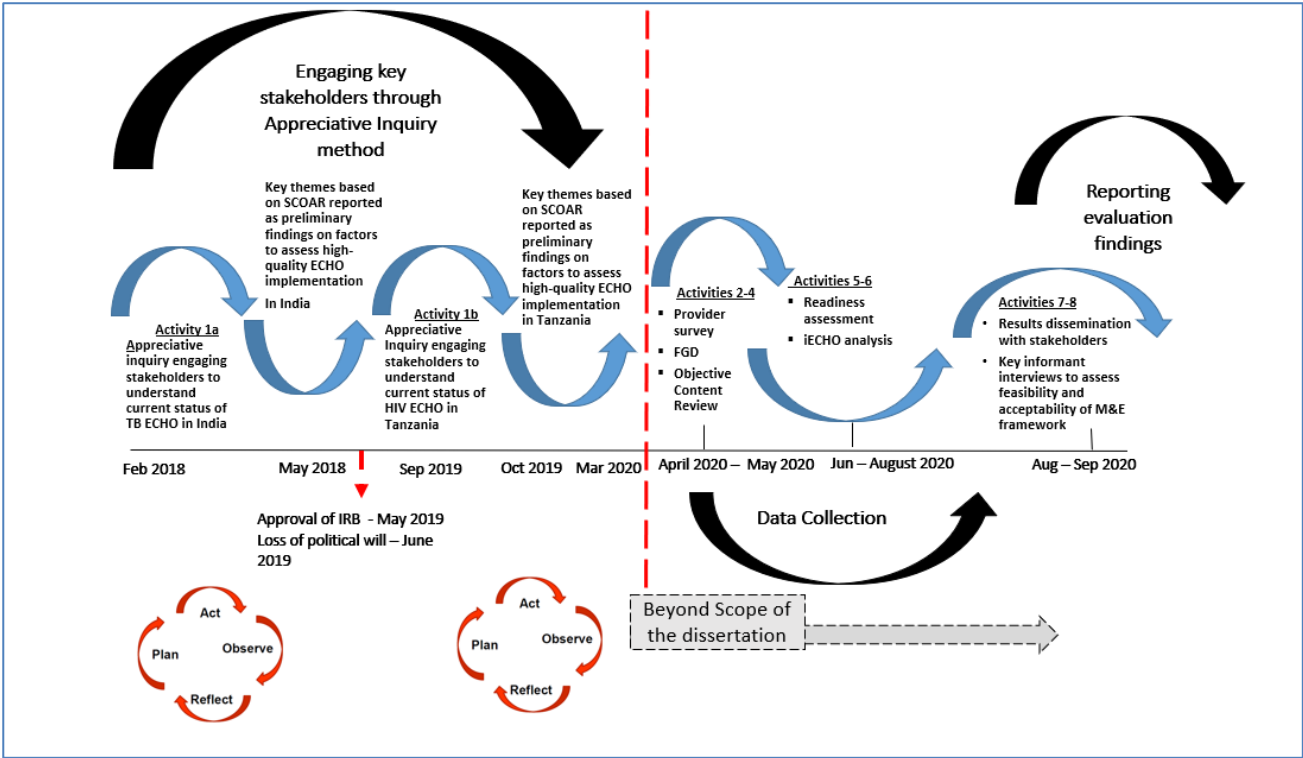 Engaging key
stakeholders through
Appreciative Inquiry
method
Key themes based
on SCOAR reported
as preliminary
findings on factors
to assess high-
quality ECHO
implementation
In India
Key themes based
on SCOAR
reported as
preliminary
findings on
factors to assess
high-quality ECHO
implementation
in Tanzania
Reporting
evaluation
findings
Activity 1a
Appreciative
inquiry engaging
stakeholders to
understand
current status of
TB ECHO in India
Activity 1b
Appreciative
Inquiry engaging
stakeholders to
understand
current status of
HIV ECHO in
Tanzania
Activities 2-4
▪ Provider
survey
▪ FGD
▪ Objective
Content
Review
Activities 5-6
▪ Readiness
assessment
▪ iECHO analysis
Activities 7-8
• Results dissemination
with stakeholders
• Key informant
interviews to assess
feasibility and
acceptability of M&E
framework
Feb 2018
May 2018
Sep 2019
Oct 2019
Mar 2020
April 2020 – May 2020
Jun – August 2020
Aug – Sep 2020
Approval of IRB - May 2019
Loss of political will – June
2019
Data Collection
Beyond Scope of
the dissertation
Act
Observe
Reflect
Plan
Act
Observe
Reflect
Plan